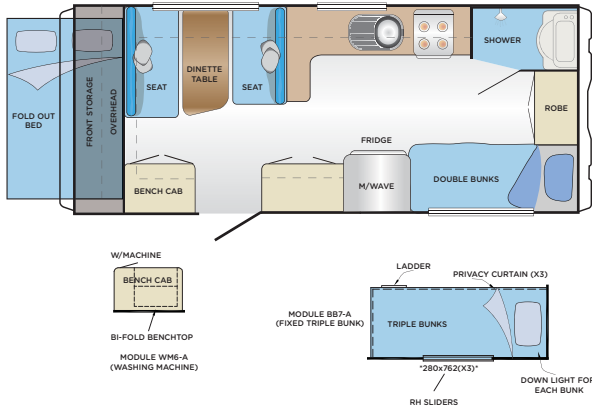 SHOWER
DINETTE
TABLE
SEAT
SEAT
FOLD OUT
BED
FRONT STORAGE
OVERHEAD
ROBE
FRIDGE
M/WAVE
DOUBLE BUNKS
BENCH CAB
W/MACHINE
BENCH CAB
BI-FOLD BENCHTOP
MODULE WM6-A
(WASHING MACHINE)
LADDER
PRIVACY CURTAIN (X3)
MODULE BB7-A
(FIXED TRIPLE BUNK)
TRIPLE BUNKS
*280x762(X3)*
RH SLIDERS
DOWN LIGHT FOR
EACH BUNK